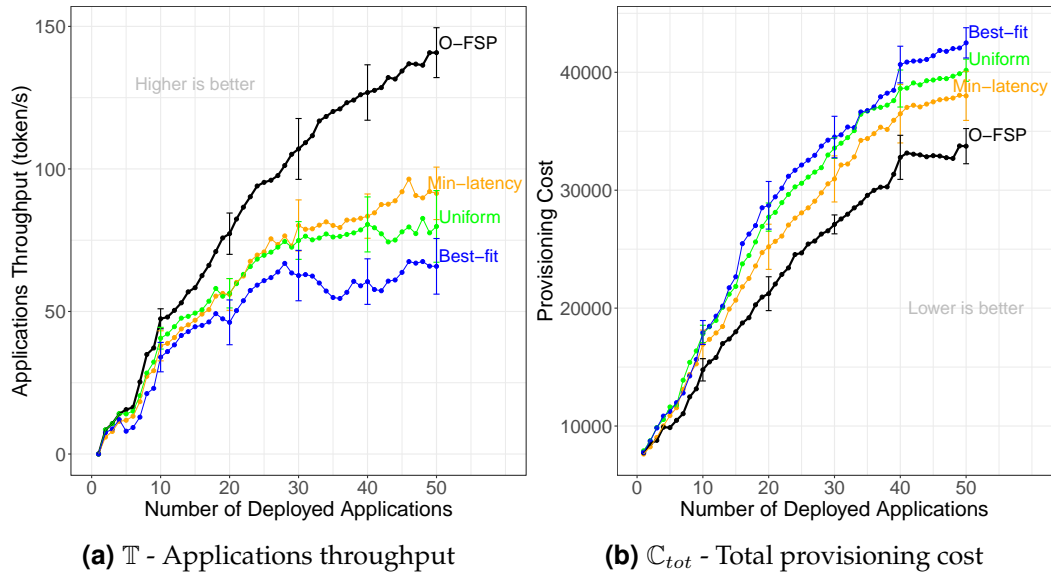 150
100
50
0
Applications Throughput (token/s)
Higher is better
O−FSP
Min−latency
Uniform
Best−fit
0 10 20 30 40 50
Number of Deployed Applications
(a) 𝕋 - Applications throughput
40000
30000
20000
10000
Provisioning Cost
Best−fit
Uniform
Min−latency
O−FSP
Lower is better
0 10 20 30 40 50
Number of Deployed Applications
(b) ℂtot - Total provisioning cost